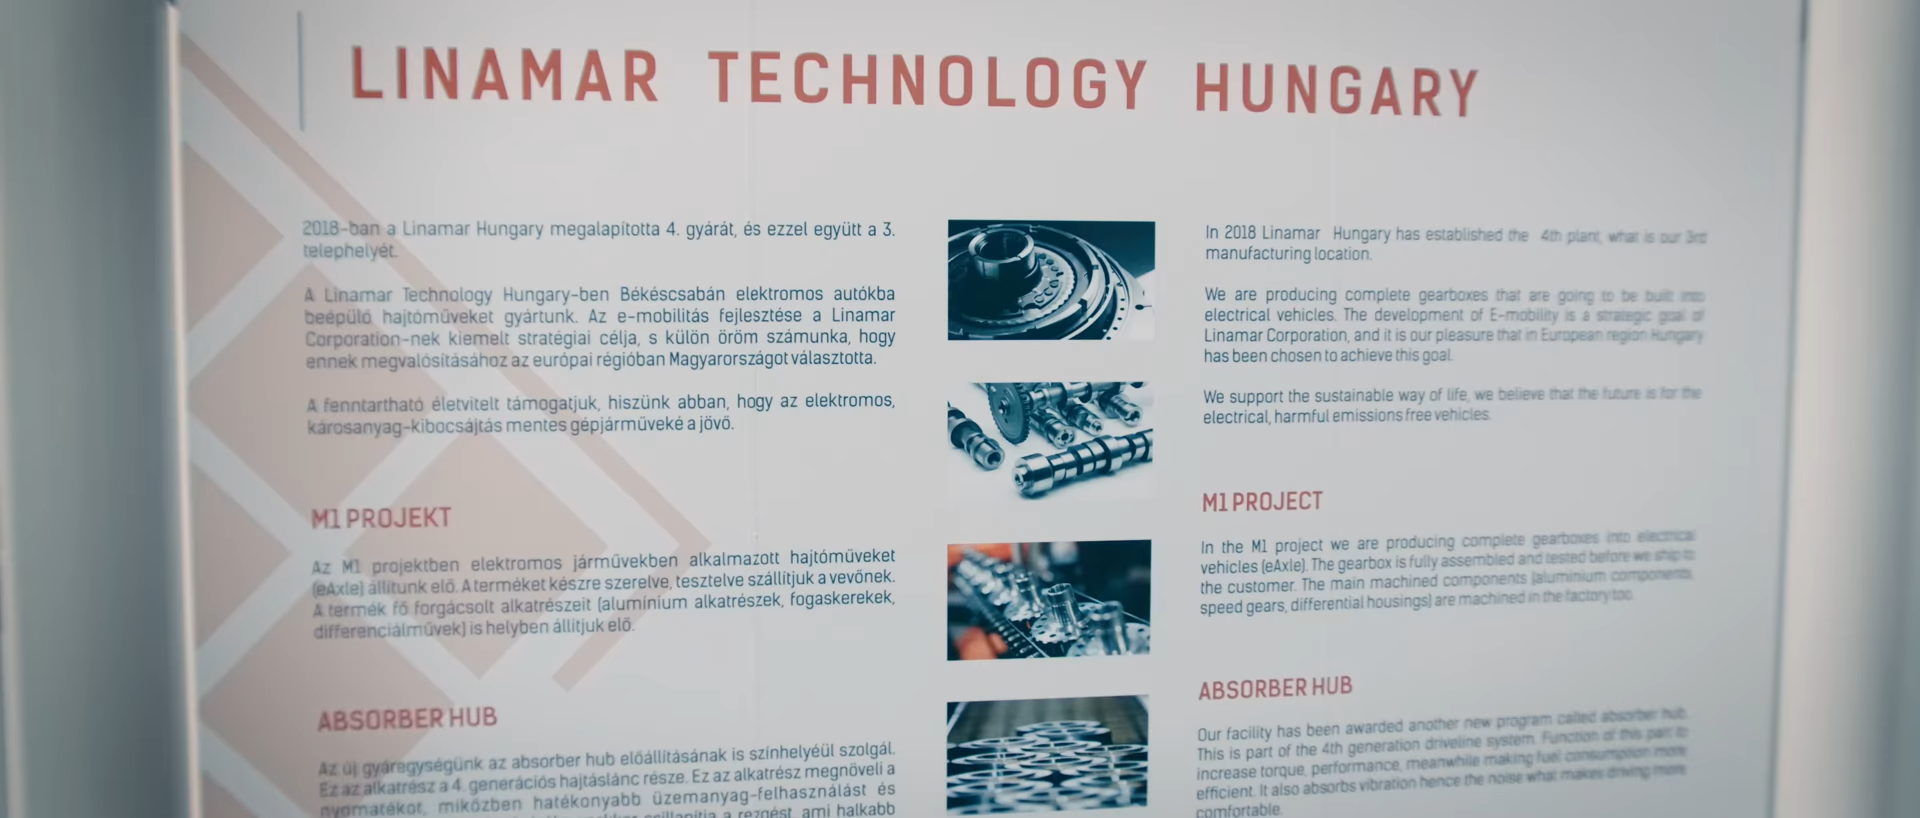 LINAMAR TECHNOLOGY HUNGARY
2018-ban a Linamar Hungary megalapította 4. gyárát, és ezzel együtt a 3.
telephelyét.
A Linamar Technology Hungary-ben Békéscsabán elektromos autókba
beépülő hajtóműveket gyártunk. Az e-mobilitás fejlesztése a Linamar
Corporation-nek kiemelt stratégiai célja, s külön öröm számunka, hogy
ennek megvalósításához az európai régióban Magyarországot választotta.
A fenntartható életvitelt támogatjuk, hiszünk abban, hogy az elektromos,
károsanyag-kibocsájtás mentes gépjárműveké a jövő.
M1 PROJEKT
Az M1 projektben elektromos járművekben alkalmazott hajtóműveket
(eAxle) állítunk elő. A terméket készre szerelve, tesztelve szállítjuk a vevőnek.
A termék fő forgácsolt alkatrészeit (alumínium alkatrészek, fogaskerekek,
differenciálművek) is helyben állítjuk elő.
ABSORBER HUB
Az új gyáregységünk az absorber hub előállításának is színhelyéül szolgál.
Ez az alkatrész a 4. generációs hajtáslánc része. Ez az alkatrész megnöveli a
nyomatékot, miközben hatékonyabb üzemanyag-felhasználást és
csillapítja a rezgést, ami halkabb
In 2018 Linamar Hungary has established the 4th plant, what is our 3rd
manufacturing location.
We are producing complete gearboxes that are going to be built into
electrical vehicles. The development of E-mobility is a strategic goal of
Linamar Corporation, and it is our pleasure that in European region Hungary
has been chosen to achieve this goal.
We support the sustainable way of life, we believe that the future is for the
electrical, harmful emissions free vehicles.
M1 PROJECT
In the M1 project we are producing complete gearboxes into electrical
vehicles (eAxle). The gearbox is fully assembled and tested before we ship to
the customer. The main machined components (aluminium components,
speed gears, differential housings) are machined in the factory too.
ABSORBER HUB
Our facility has been awarded another new program called absorber hub.
This is part of the 4th generation driveline system. Function of this part is
increase torque, performance, meanwhile making fuel consumption more
efficient. It also absorbs vibration hence the noise what makes driving more
comfortable.